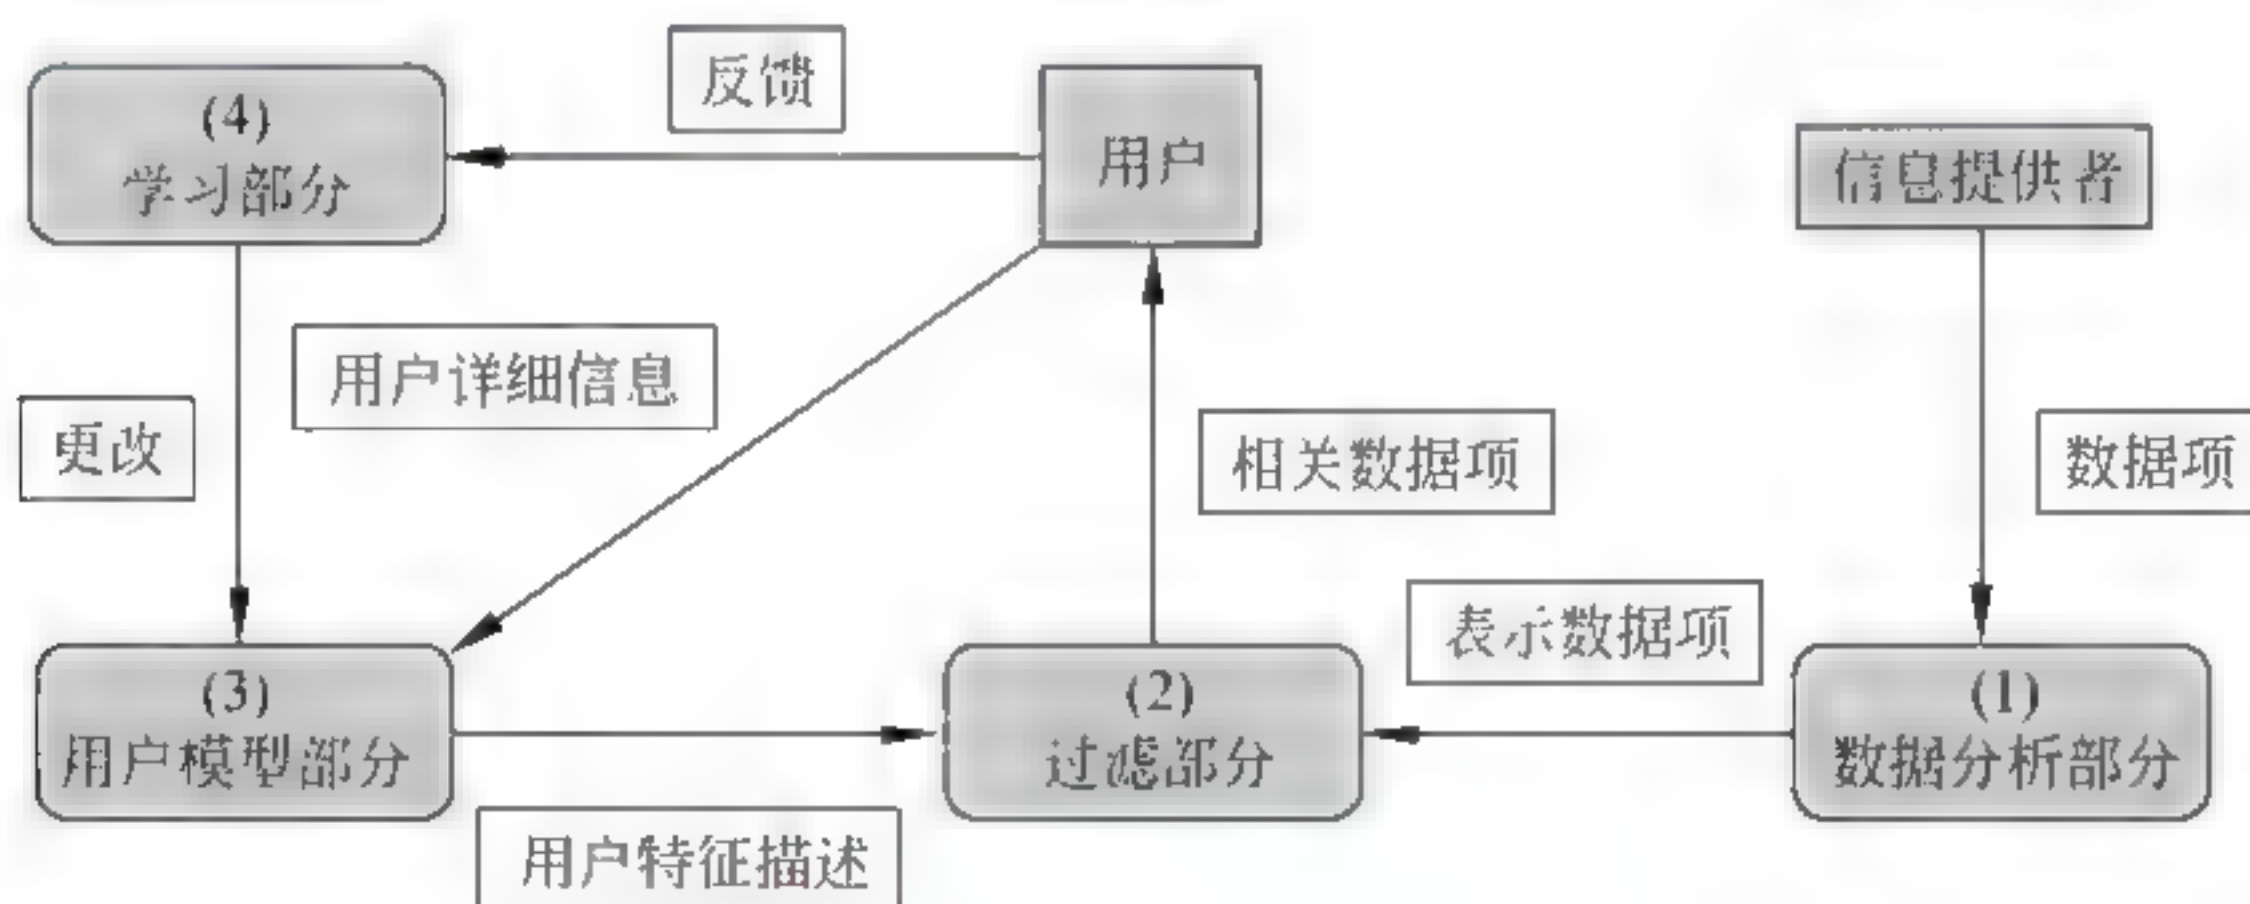 反馈
(4)
学习部分
用户
信息提供者
用户详细信息
更改
相关数据项
数据项
表示数据项
(3)
用户模型部分
(2)
过滤部分
(1)
数据分析部分
用户特征描述